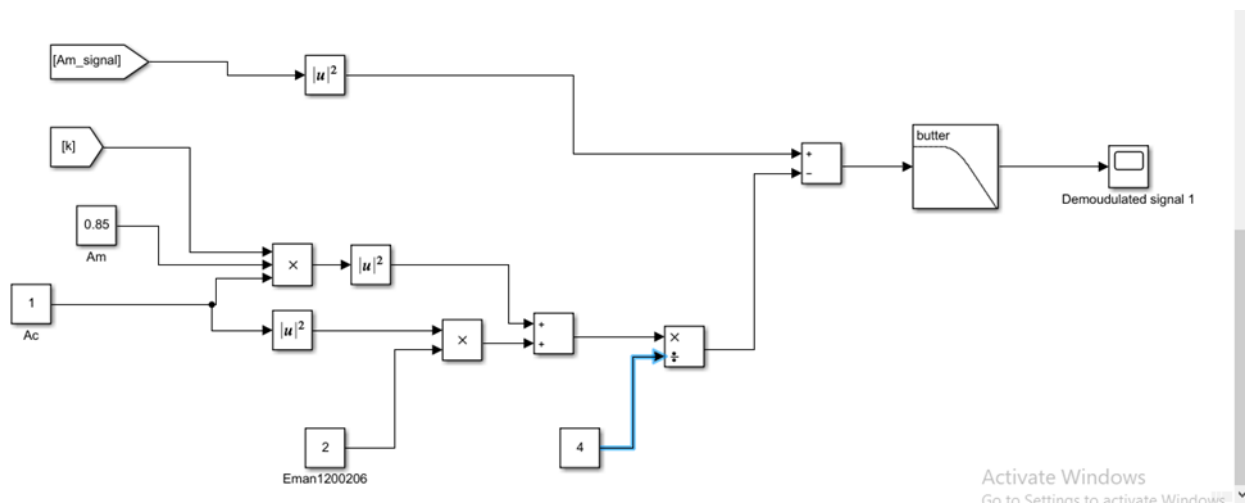 [Am_signal]
|u|²
butter
[k]
+
−
Demoudulated signal 1
0.85
Am
×
|u|²
1
Ac
|u|²
×
+
+
×
÷
2
Eman1200206
4
Activate Windows
Go to Settings to activate Windows.